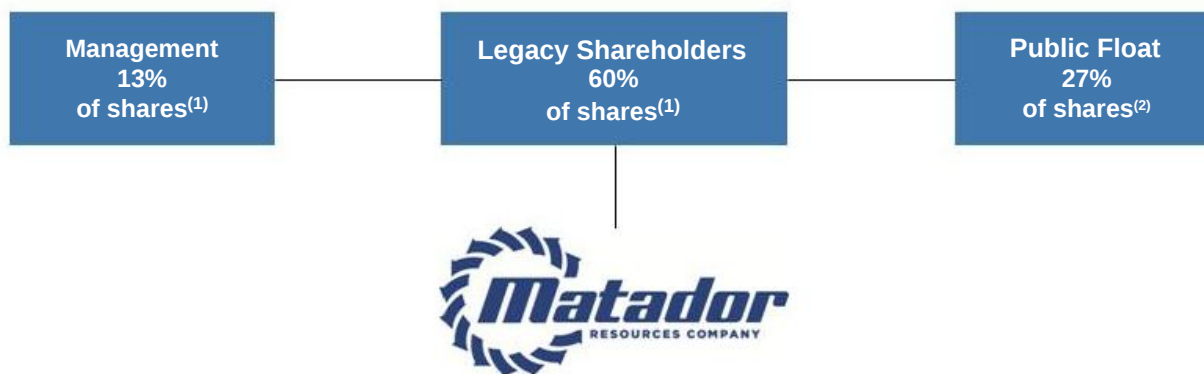 Management
13%
of shares(1)
Legacy Shareholders
60%
of shares(1)
Public Float
27%
of shares(2)
Matador
RESOURCES COMPANY